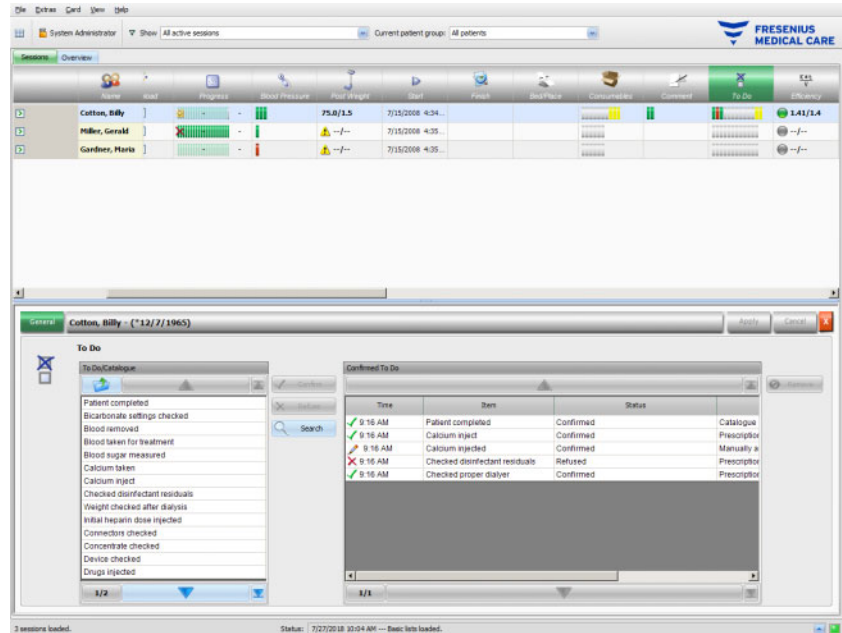 File Extras Card View Help
System Administrator Show All active sessions Current patient group: All patients
FRESENIUS
MEDICAL CARE
Sessions Overview
Name load Progress Blood Pressure Post Weight Start Finish Bed/Place Consumables Comment To Do Efficiency
Cotton, Billy - 75.0/1.5 7/15/2008 4:34... 1.41/1.4
Miller, Gerald - --/-- 7/15/2008 4:35... --/--
Gardner, Maria - --/-- 7/15/2008 4:35... --/--
General Cotton, Billy - (*12/7/1965) Apply Cancel X
To Do
To Do/Catalogue Confirmed To Do
Confirm Remove
Patient completed
Bicarbonate settings checked
Blood removed
Blood taken for treatment
Blood sugar measured
Calcium taken
Calcium inject
Checked disinfectant residuals
Weight checked after dialysis
Initial heparin dose injected
Connectors checked
Concentrate checked
Device checked
Drugs injected
1/2
Refuse
Search
Time Item Status
9:16 AM Patient completed Confirmed Catalogue
9:16 AM Calcium inject Confirmed Prescription
9:16 AM Calcium injected Confirmed Manually a
9:16 AM Checked disinfectant residuals Refused Prescription
9:16 AM Checked proper dialyer Confirmed Prescription
1/1
3 sessions loaded. Status: 7/27/2018 10:04 AM --- Basic lists loaded.